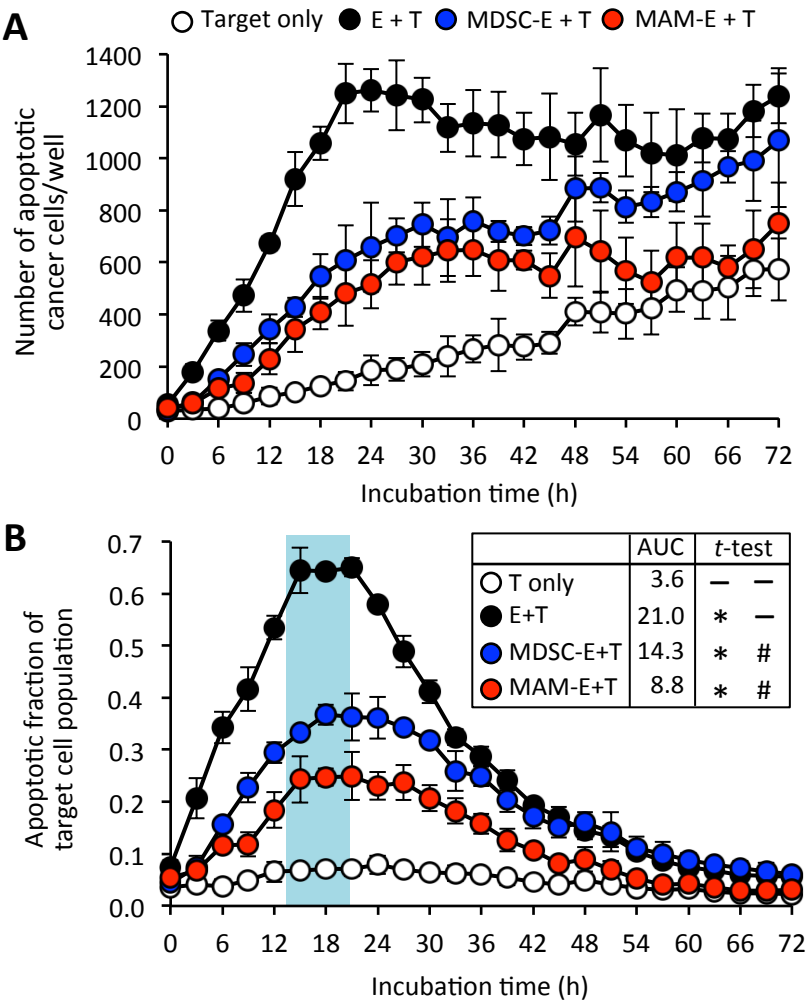 A
Target only E + T MDSC-E + T MAM-E + T
Number of apoptotic
cancer cells/well
1400
1200
1000
800
600
400
200
0
0 6 12 18 24 30 36 42 48 54 60 66 72
Incubation time (h)
B
Apoptotic fraction of
target cell population
0.7
0.6
0.5
0.4
0.3
0.2
0.1
0.0
AUC t-test
T only 3.6 – –
E+T 21.0 * –
MDSC-E+T 14.3 * #
MAM-E+T 8.8 * #
0 6 12 18 24 30 36 42 48 54 60 66 72
Incubation time (h)